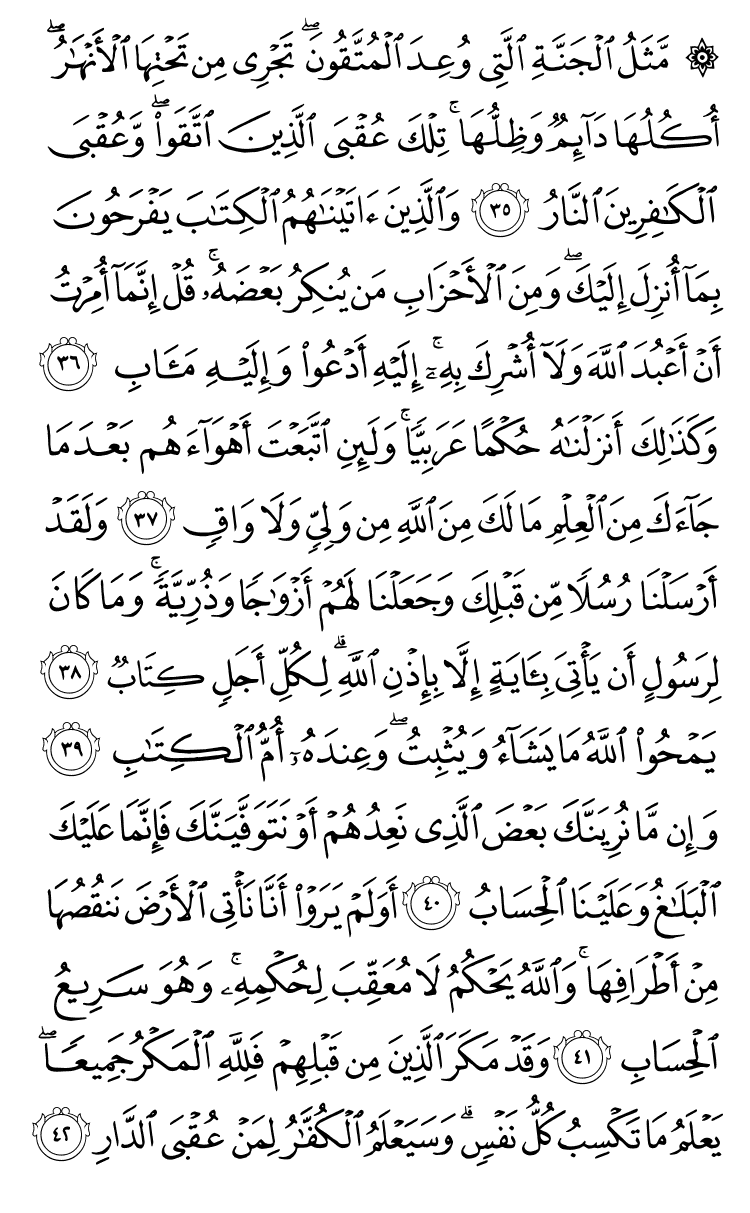 ۞ مَّثَلُ ٱلۡجَنَّةِ ٱلَّتِي وُعِدَ ٱلۡمُتَّقُونَۖ تَجۡرِي مِن تَحۡتِهَا ٱلۡأَنۡهَٰرُۖ
أُكُلُهَا دَآئِمٞ وَظِلُّهَاۚ تِلۡكَ عُقۡبَى ٱلَّذِينَ ٱتَّقَواْۖ وَّعُقۡبَى
ٱلۡكَٰفِرِينَ ٱلنَّارُ ٣٥ وَٱلَّذِينَ ءَاتَيۡنَٰهُمُ ٱلۡكِتَٰبَ يَفۡرَحُونَ
بِمَآ أُنزِلَ إِلَيۡكَۖ وَمِنَ ٱلۡأَحۡزَابِ مَن يُنكِرُ بَعۡضَهُۥۚ قُلۡ إِنَّمَآ أُمِرۡتُ
أَنۡ أَعۡبُدَ ٱللَّهَ وَلَآ أُشۡرِكَ بِهِۦٓۚ إِلَيۡهِ أَدۡعُواْ وَإِلَيۡهِ مَـَٔابِ ٣٦
وَكَذَٰلِكَ أَنزَلۡنَٰهُ حُكۡمًا عَرَبِيّٗاۚ وَلَئِنِ ٱتَّبَعۡتَ أَهۡوَآءَهُم بَعۡدَمَا
جَآءَكَ مِنَ ٱلۡعِلۡمِ مَا لَكَ مِنَ ٱللَّهِ مِن وَلِيّٖ وَلَا وَاقٖ ٣٧ وَلَقَدۡ
أَرۡسَلۡنَا رُسُلٗا مِّن قَبۡلِكَ وَجَعَلۡنَا لَهُمۡ أَزۡوَٰجٗا وَذُرِّيَّةٗۚ وَمَا كَانَ
لِرَسُولٍ أَن يَأۡتِيَ بِـَٔايَةٍ إِلَّا بِإِذۡنِ ٱللَّهِۗ لِكُلِّ أَجَلٖ كِتَابٞ ٣٨
يَمۡحُواْ ٱللَّهُ مَا يَشَآءُ وَيُثۡبِتُۖ وَعِندَهُۥٓ أُمُّ ٱلۡكِتَٰبِ ٣٩
وَإِن مَّا نُرِيَنَّكَ بَعۡضَ ٱلَّذِي نَعِدُهُمۡ أَوۡ نَتَوَفَّيَنَّكَ فَإِنَّمَا عَلَيۡكَ
ٱلۡبَلَٰغُ وَعَلَيۡنَا ٱلۡحِسَابُ ٤٠ أَوَلَمۡ يَرَوۡاْ أَنَّا نَأۡتِي ٱلۡأَرۡضَ نَنقُصُهَا
مِنۡ أَطۡرَافِهَاۚ وَٱللَّهُ يَحۡكُمُ لَا مُعَقِّبَ لِحُكۡمِهِۦۚ وَهُوَ سَرِيعُ
ٱلۡحِسَابِ ٤١ وَقَدۡ مَكَرَ ٱلَّذِينَ مِن قَبۡلِهِمۡ فَلِلَّهِ ٱلۡمَكۡرُ جَمِيعٗاۖ
يَعۡلَمُ مَا تَكۡسِبُ كُلُّ نَفۡسٖۗ وَسَيَعۡلَمُ ٱلۡكُفَّٰرُ لِمَنۡ عُقۡبَى ٱلدَّارِ ٤٢